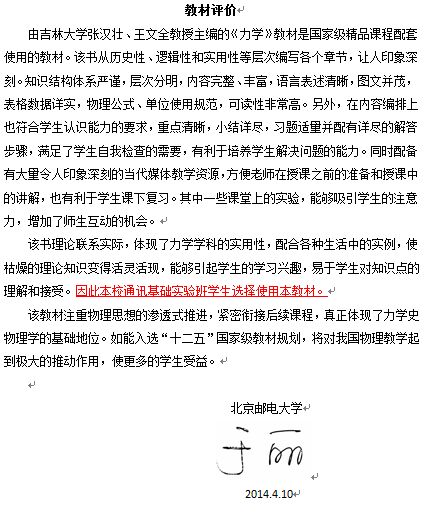 教材评价
由吉林大学张汉壮、王文全教授主编的《力学》教材是国家级精品课程配套
使用的教材。该书从历史性、逻辑性和实用性等层次编写各个章节，让人印象深
刻。知识结构体系严谨，层次分明，内容完整、丰富，语言表述清晰，图文并茂，
表格数据详实，物理公式、单位使用规范，可读性非常高。另外，在内容编排上
也符合学生认识能力的要求，重点清晰，小结详尽，习题适量并配有详尽的解答
步骤，满足了学生自我检查的需要，有利于培养学生解决问题的能力。同时配备
有大量令人印象深刻的当代媒体教学资源，方便老师在授课之前的准备和授课中
的讲解，也有利于学生课下复习。其中一些课堂上的实验，能够吸引学生的注意
力，增加了师生互动的机会。
该书理论联系实际，体现了力学学科的实用性，配合各种生活中的实例，使
枯燥的理论知识变得活灵活现，能够引起学生的学习兴趣，易于学生对知识点的
理解和接受。因此本校通讯基础实验班学生选择使用本教材。
该教材注重物理思想的渗透式推进，紧密衔接后续课程，真正体现了力学史
物理学的基础地位。如能入选“十二五”国家级教材规划，将对我国物理教学起
到极大的推动作用，使更多的学生受益。
北京邮电大学
于丽
2014.4.10